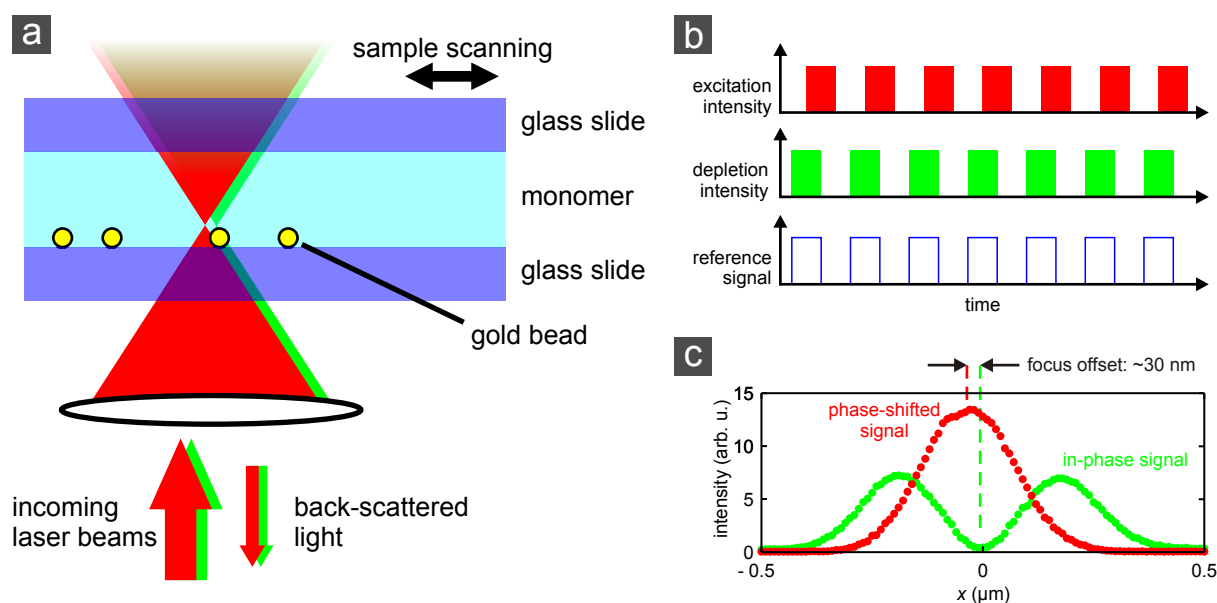 a
sample scanning
glass slide
monomer
glass slide
gold bead
incoming
laser beams
back-scattered
light
b
excitation
intensity
depletion
intensity
reference
signal
time
c
focus offset: ~30 nm
phase-shifted
signal
in-phase signal
intensity (arb. u.)
15
10
5
0
- 0.5
0
0.5
x (µm)